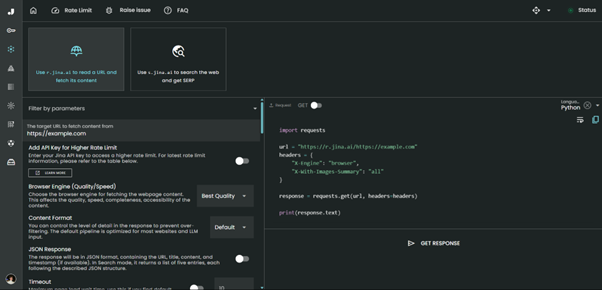 Rate Limit
Raise issue
FAQ
Status
Use r.jina.ai to read a URL and
fetch its content
Use s.jina.ai to search the web
and get SERP
Filter by parameters
The target URL to fetch content from
https://example.com
Add API Key for Higher Rate Limit
Enter your Jina API key to access a higher rate limit. For latest rate limit
information, please refer to the table below.
LEARN MORE
Browser Engine (Quality/Speed)
Choose the browser engine for fetching the webpage content.
This affects the quality, speed, completeness, accessibility of the
content.
Best Quality
Content Format
You can control the level of detail in the response to prevent over-
filtering. The default pipeline is optimized for most websites and LLM
input.
Default
JSON Response
The response will be in JSON format, containing the URL, title, content, and
timestamp (if available). In Search mode, it returns a list of five entries, each
following the described JSON structure.
Timeout
Request
GET
Langua...
Python
import requests
url = "https://r.jina.ai/https://example.com"
headers = {
"X-Engine": "browser",
"X-With-Images-Summary": "all"
}
response = requests.get(url, headers=headers)
print(response.text)
GET RESPONSE